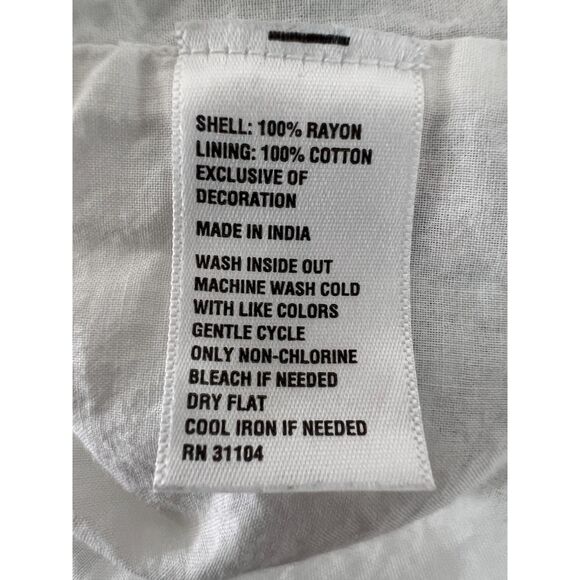 SHELL: 100% RAYON
LINING: 100% COTTON
EXCLUSIVE OF
DECORATION
MADE IN INDIA
WASH INSIDE OUT
MACHINE WASH COLD
WITH LIKE COLORS
GENTLE CYCLE
ONLY NON-CHLORINE
BLEACH IF NEEDED
DRY FLAT
COOL IRON IF NEEDED
RN 31104